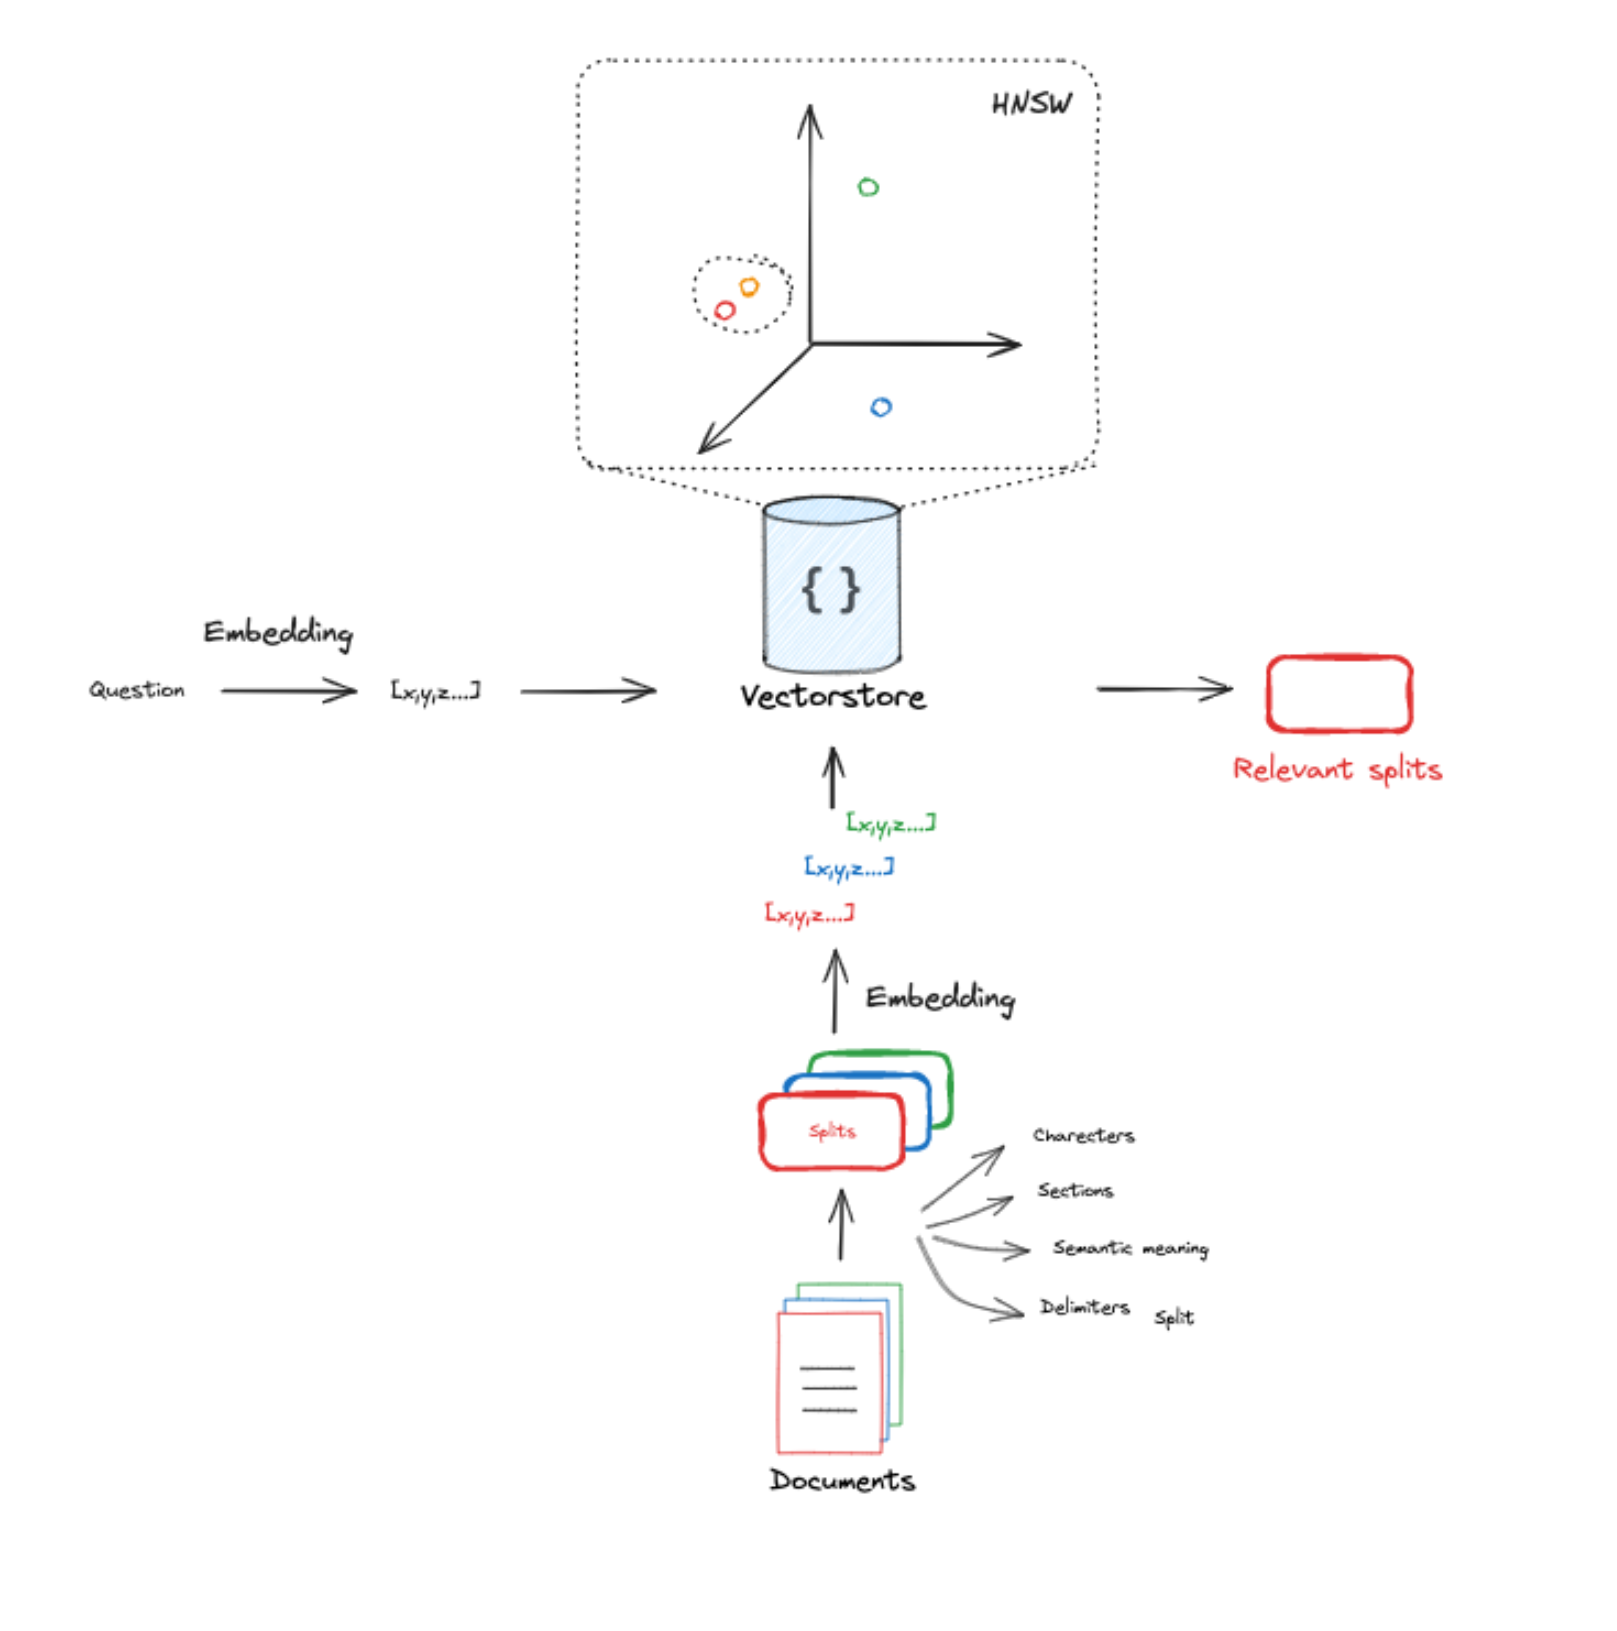 HNSW
{ }
Embedding
Question
[x,y,z...]
Vectorstore
Relevant splits
[x,y,z...]
[x,y,z...]
[x,y,z...]
Embedding
Splits
Charecters
Sections
Semantic meaning
Delimiters Split
Documents